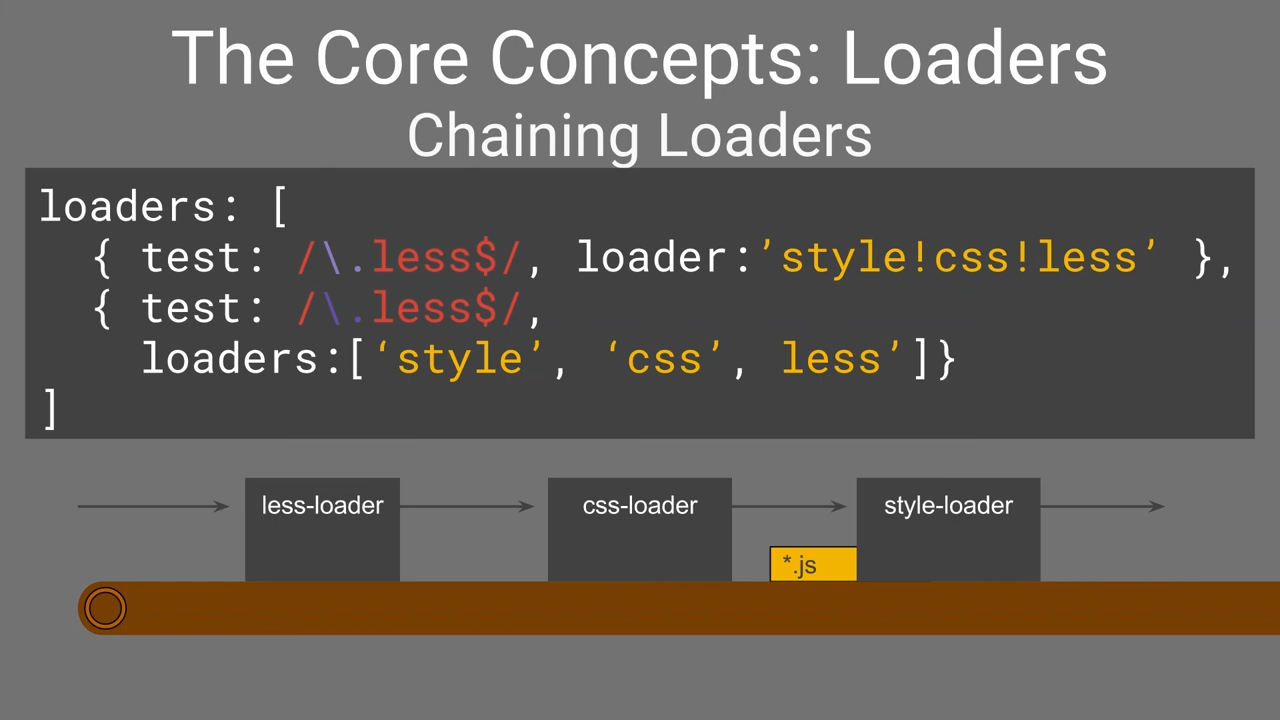 The Core Concepts: Loaders
Chaining Loaders
loaders: [
  { test: /\.less$/, loader:’style!css!less’ },
  { test: /\.less$/,
    loaders:[‘style’, ‘css’, less’]}
]
less-loader
css-loader
style-loader
*.js